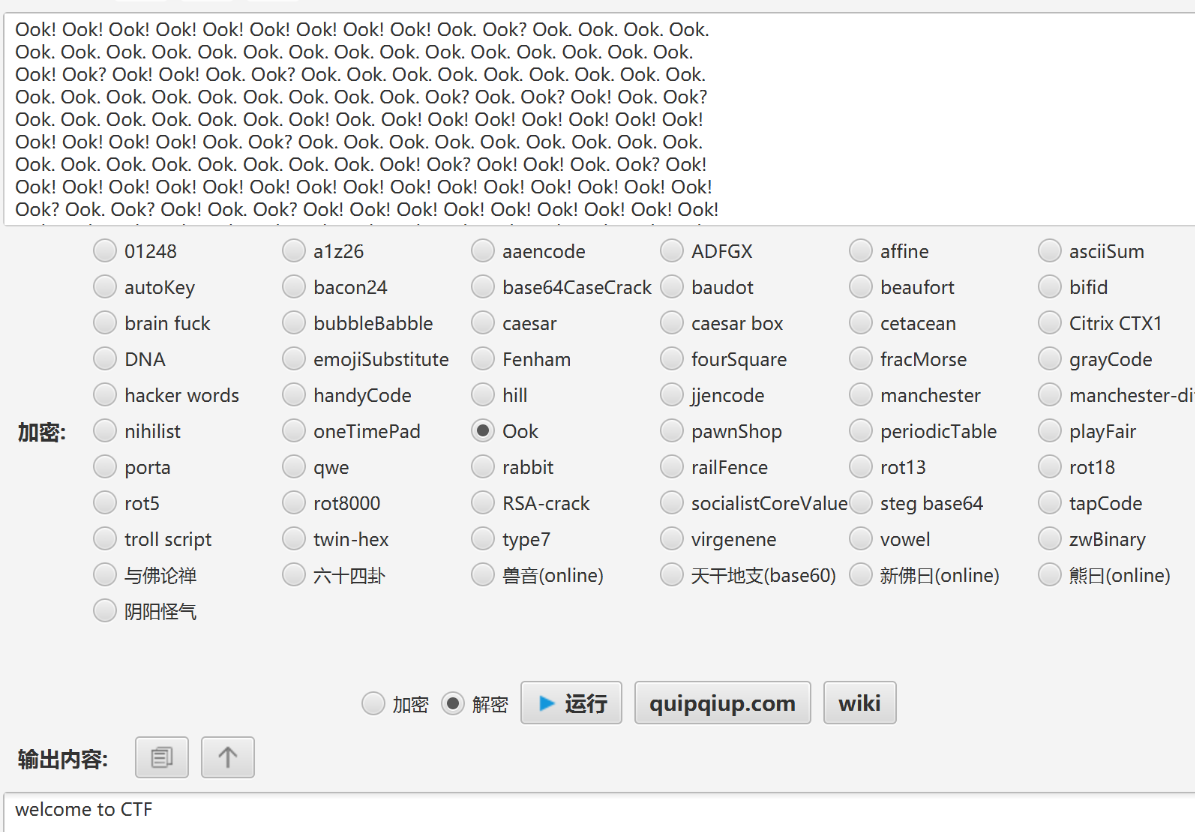 Ook! Ook! Ook! Ook! Ook! Ook! Ook! Ook! Ook! Ook. Ook? Ook. Ook. Ook. Ook.
Ook. Ook. Ook. Ook. Ook. Ook. Ook. Ook. Ook. Ook. Ook. Ook. Ook. Ook. Ook.
Ook! Ook? Ook! Ook! Ook. Ook? Ook. Ook. Ook. Ook. Ook. Ook. Ook. Ook. Ook.
Ook. Ook. Ook. Ook. Ook. Ook. Ook. Ook. Ook. Ook? Ook. Ook? Ook! Ook. Ook?
Ook. Ook. Ook. Ook. Ook. Ook. Ook! Ook. Ook! Ook! Ook! Ook! Ook! Ook! Ook!
Ook! Ook! Ook! Ook! Ook. Ook? Ook. Ook. Ook. Ook. Ook. Ook. Ook. Ook. Ook.
Ook. Ook. Ook. Ook. Ook. Ook. Ook. Ook. Ook! Ook? Ook! Ook! Ook. Ook? Ook!
Ook! Ook! Ook! Ook! Ook! Ook! Ook! Ook! Ook! Ook! Ook! Ook! Ook! Ook! Ook!
Ook? Ook. Ook? Ook! Ook. Ook? Ook! Ook! Ook! Ook! Ook! Ook! Ook! Ook! Ook!
01248 a1z26 aaencode ADFGX affine asciiSum
autoKey bacon24 base64CaseCrack baudot beaufort bifid
brain fuck bubbleBabble caesar caesar box cetacean Citrix CTX1
DNA emojiSubstitute Fenham fourSquare fracMorse grayCode
hacker words handyCode hill jjencode manchester manchester-dif
加密: nihilist oneTimePad Ook pawnShop periodicTable playFair
porta qwe rabbit railFence rot13 rot18
rot5 rot8000 RSA-crack socialistCoreValue steg base64 tapCode
troll script twin-hex type7 virgenene vowel zwBinary
与佛论禅 六十四卦 兽音(online) 天干地支(base60) 新佛曰(online) 熊曰(online)
阴阳怪气
加密 解密 运行 quipqiup.com wiki
输出内容:
welcome to CTF